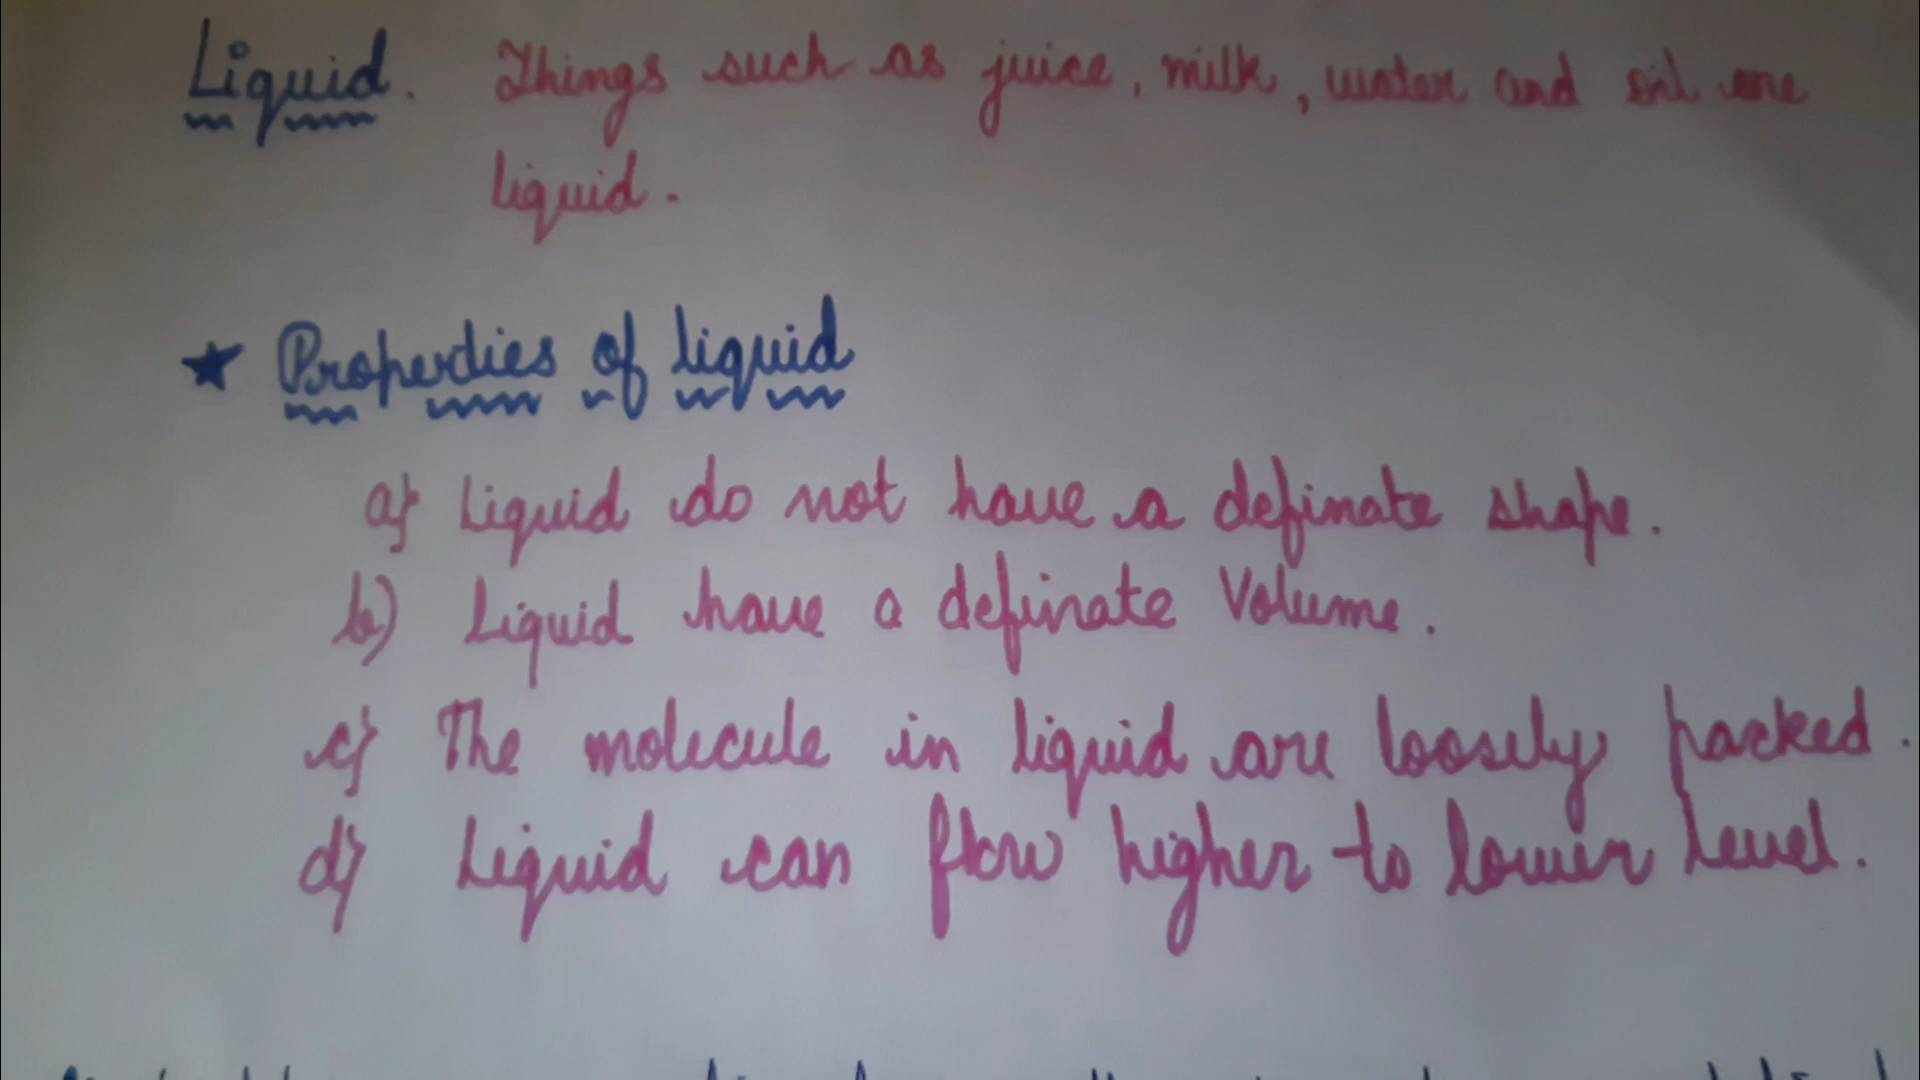 Liquid. Things such as juice, milk, water and oil are
liquid.
★ Properties of liquid
a) Liquid do not have a definate shape.
b) Liquid have a definate Volume.
c) The molecule in liquid are loosely packed.
d) Liquid can flow higher to lower level.